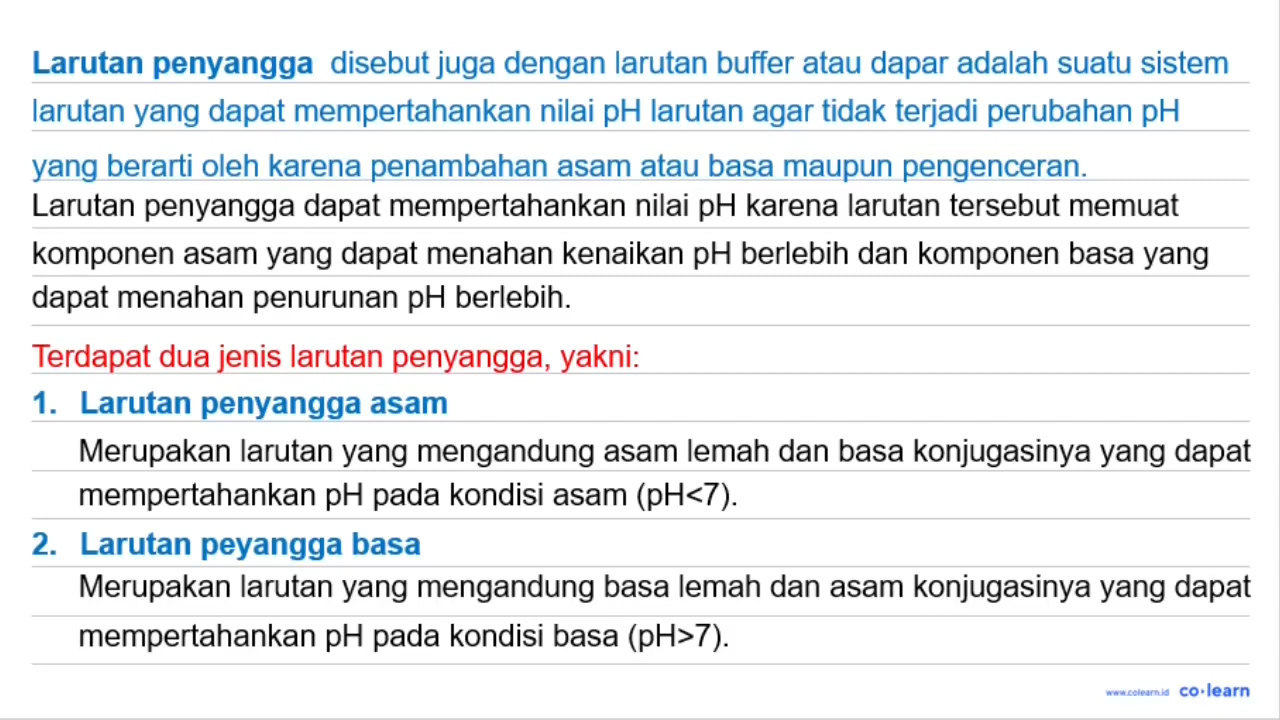 Larutan penyangga disebut juga dengan larutan buffer atau dapar adalah suatu sistem
larutan yang dapat mempertahankan nilai pH larutan agar tidak terjadi perubahan pH
yang berarti oleh karena penambahan asam atau basa maupun pengenceran.
Larutan penyangga dapat mempertahankan nilai pH karena larutan tersebut memuat
komponen asam yang dapat menahan kenaikan pH berlebih dan komponen basa yang
dapat menahan penurunan pH berlebih.
Terdapat dua jenis larutan penyangga, yakni:
1. Larutan penyangga asam
Merupakan larutan yang mengandung asam lemah dan basa konjugasinya yang dapat
mempertahankan pH pada kondisi asam (pH<7).
2. Larutan peyangga basa
Merupakan larutan yang mengandung basa lemah dan asam konjugasinya yang dapat
mempertahankan pH pada kondisi basa (pH>7).
www.colearn.id co·learn